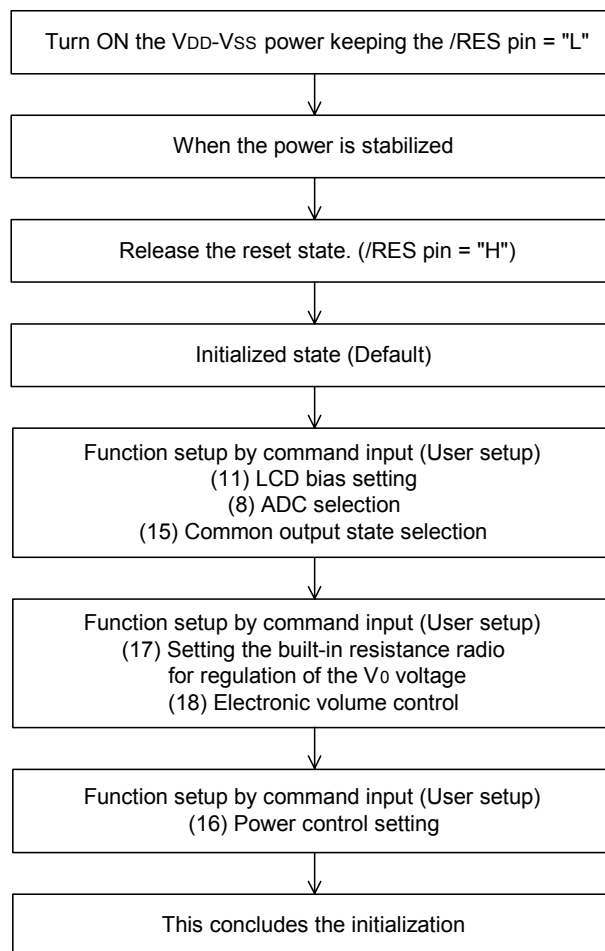 Turn ON the VDD-VSS power keeping the /RES pin = "L"
When the power is stabilized
Release the reset state. (/RES pin = "H")
Initialized state (Default)
Function setup by command input (User setup)
(11) LCD bias setting
(8) ADC selection
(15) Common output state selection
Function setup by command input (User setup)
(17) Setting the built-in resistance radio
for regulation of the V0 voltage
(18) Electronic volume control
Function setup by command input (User setup)
(16) Power control setting
This concludes the initialization